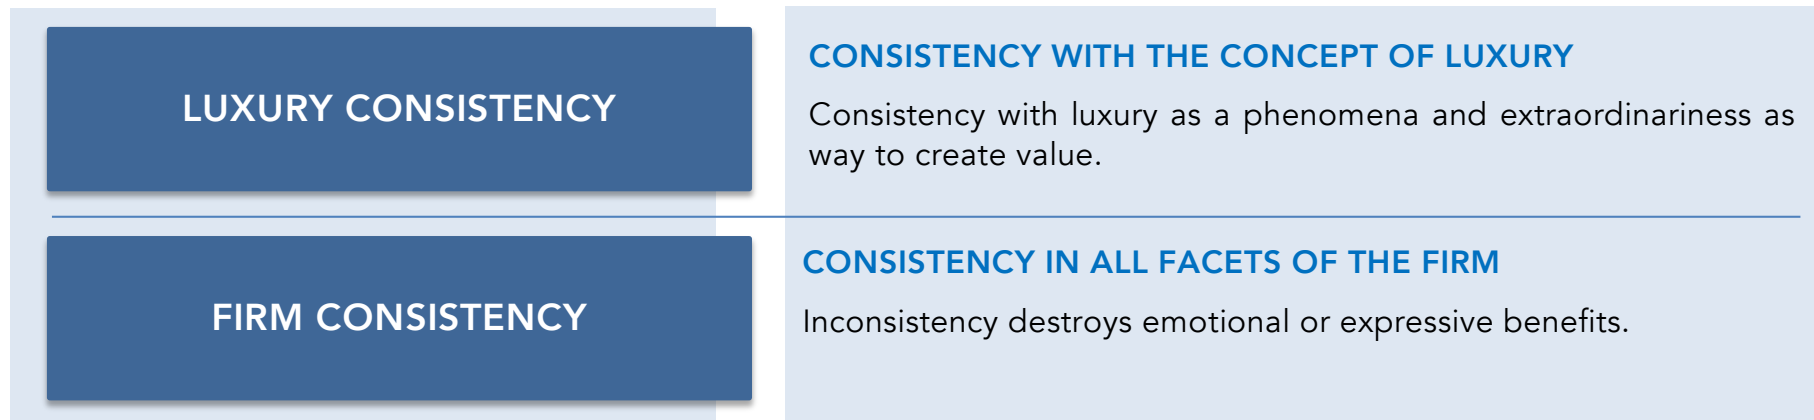 LUXURY CONSISTENCY
CONSISTENCY WITH THE CONCEPT OF LUXURY
Consistency with luxury as a phenomena and extraordinariness as
way to create value.
FIRM CONSISTENCY
CONSISTENCY IN ALL FACETS OF THE FIRM
Inconsistency destroys emotional or expressive benefits.